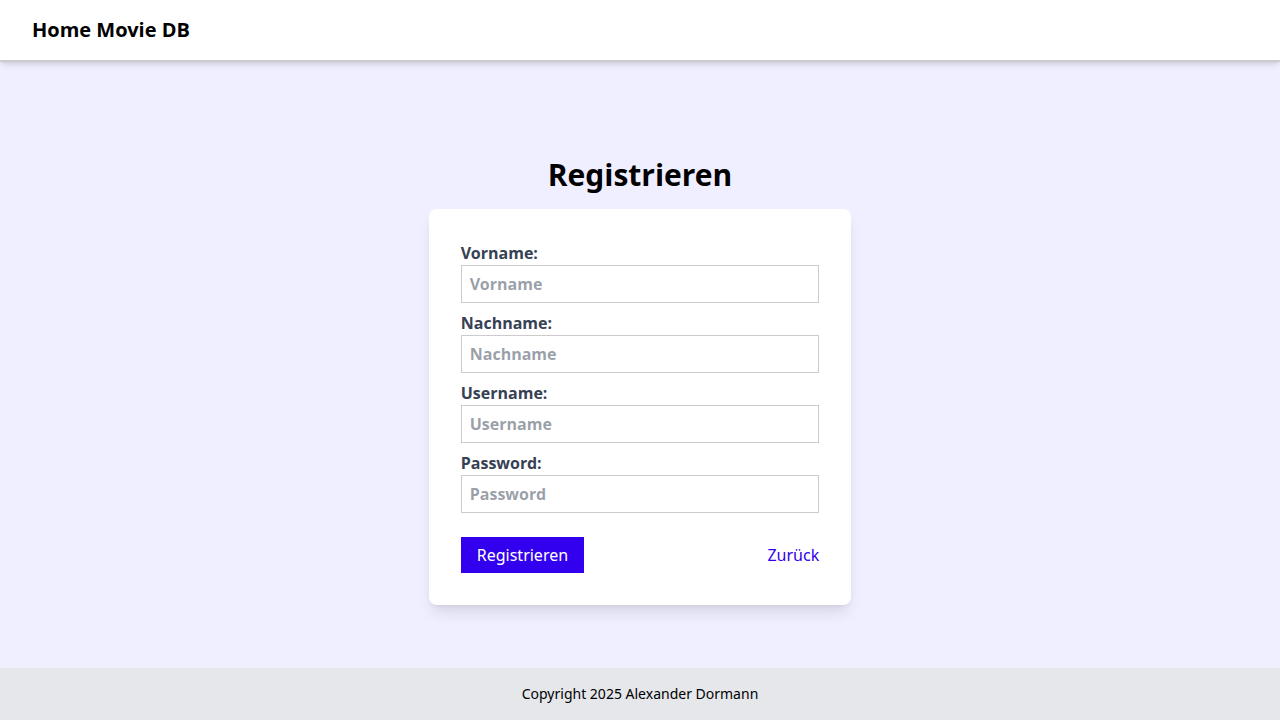 Home Movie DB
Registrieren
Vorname:
Vorname
Nachname:
Nachname
Username:
Username
Password:
Password
Registrieren
Zurück
Copyright 2025 Alexander Dormann